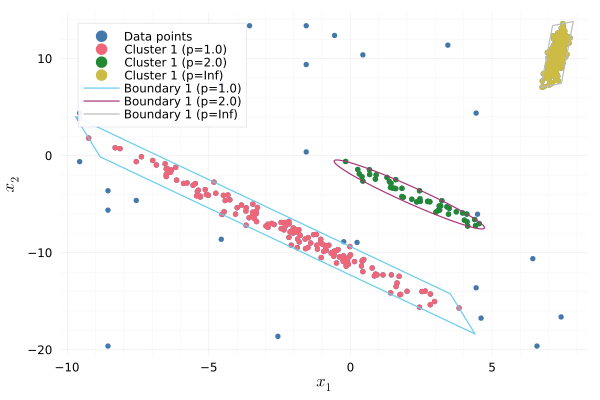 10
0
−10
−20
x₂
Data points
Cluster 1 (p=1.0)
Cluster 1 (p=2.0)
Cluster 1 (p=Inf)
Boundary 1 (p=1.0)
Boundary 1 (p=2.0)
Boundary 1 (p=Inf)
−10 −5 0 5
x₁